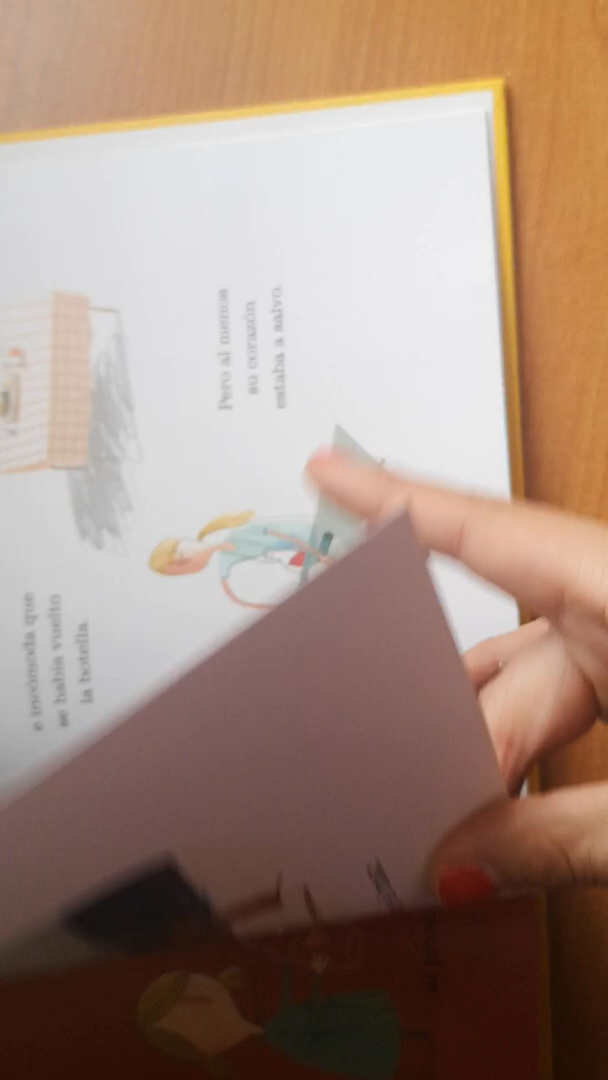 e incómoda que
se había vuelto
la botella.
Pero al menos
su corazón
estaba a salvo.